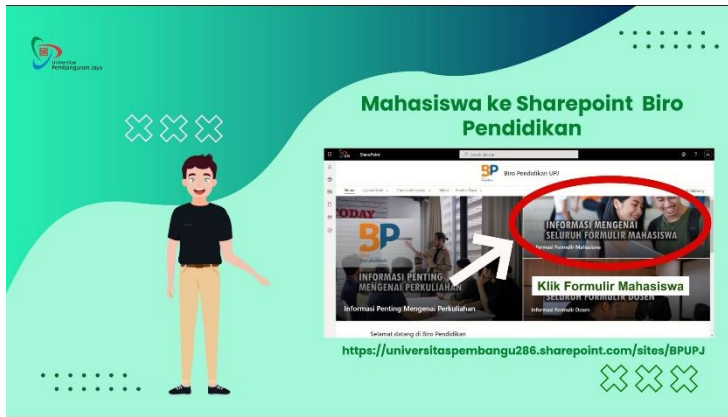 Universitas
Pembangunan Jaya
Mahasiswa ke Sharepoint Biro
Pendidikan
SharePoint
BP
Biro Pendidikan UPJ
Home
TODAY
BP
Pendidikan
INFORMASI PENTING
MENGENAI PERKULIAHAN
Informasi Penting Mengenai Perkuliahan
INFORMASI MENGENAI
SELURUH FORMULIR MAHASISWA
Informasi Formulir Mahasiswa
Klik Formulir Mahasiswa
SELURUH FORMULIR DOSEN
Informasi Formulir Dosen
Selamat datang di Biro Pendidikan
https://universitaspembangu286.sharepoint.com/sites/BPUPJ